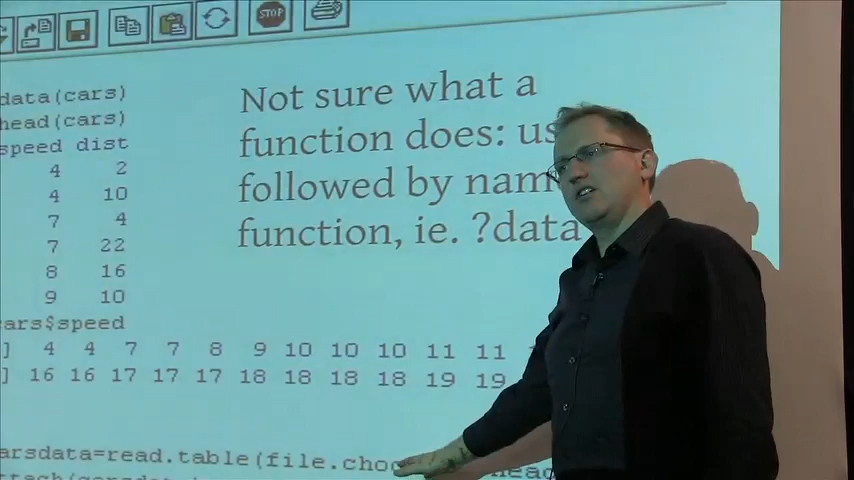 STOP
data(cars)
head(cars)
speed dist
4 2
4 10
7 4
7 22
8 16
9 10
cars$speed
] 4 4 7 7 8 9 10 10 10 11 11
] 16 16 17 17 17 18 18 18 18 19 19
arsdata=read.table(file.choo
Not sure what a
function does: us
followed by nam
function, ie. ?data